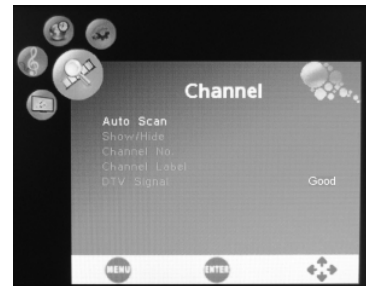 Channel
Auto Scan
Show/Hide
Channel No.
Channel Label
DTV Signal Good
MENU ENTER